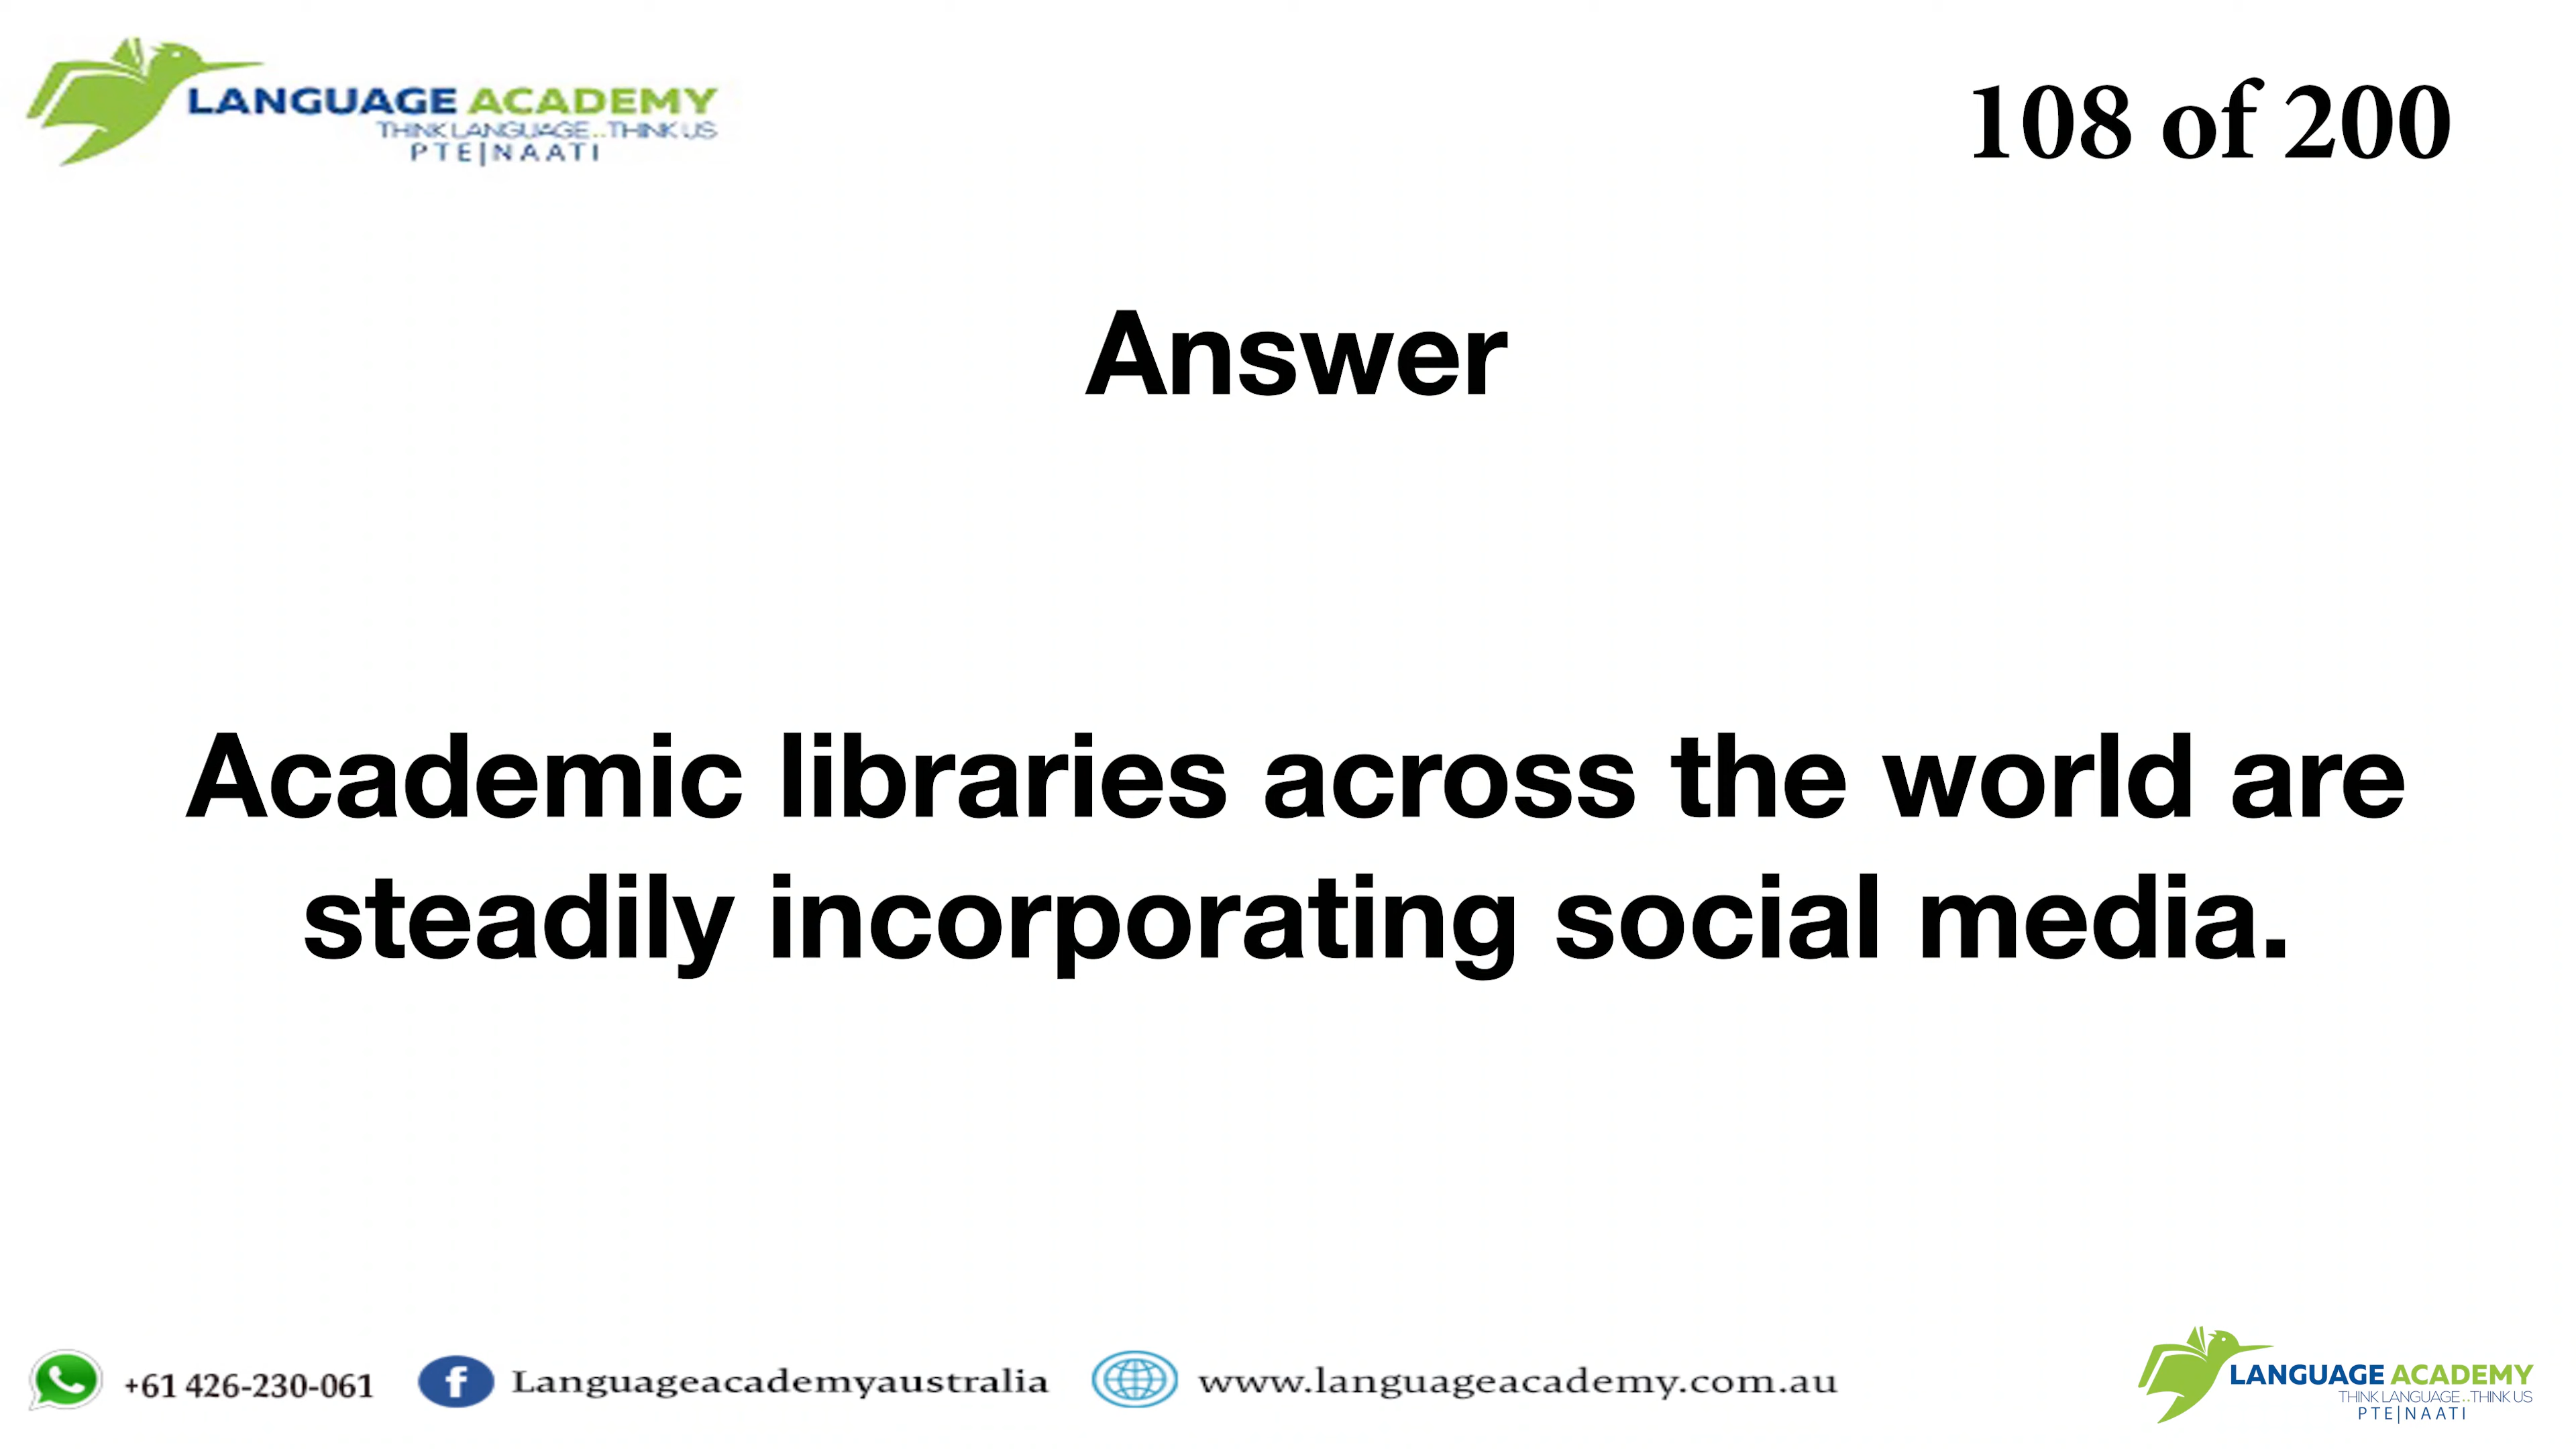 LANGUAGE ACADEMY
THINK LANGUAGE..THINK US
PTE|NAATI
108 of 200
Answer
Academic libraries across the world are
steadily incorporating social media.
+61 426-230-061
Languageacademyaustralia
www.languageacademy.com.au
LANGUAGE ACADEMY
THINK LANGUAGE..THINK US
PTE|NAATI